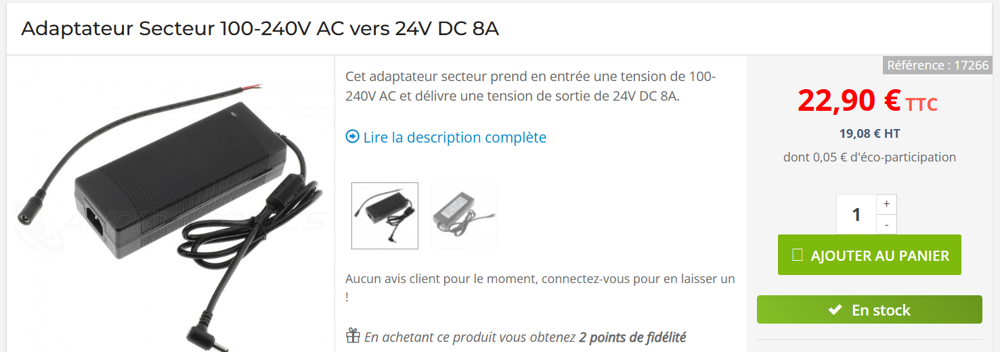 Adaptateur Secteur 100-240V AC vers 24V DC 8A
Cet adaptateur secteur prend en entrée une tension de 100-
240V AC et délivre une tension de sortie de 24V DC 8A.
Lire la description complète
Aucun avis client pour le moment, connectez-vous pour en laisser un
!
En achetant ce produit vous obtenez 2 points de fidélité
Référence : 17266
22,90 € TTC
19,08 € HT
dont 0,05 € d'éco-participation
1
+
-
AJOUTER AU PANIER
En stock